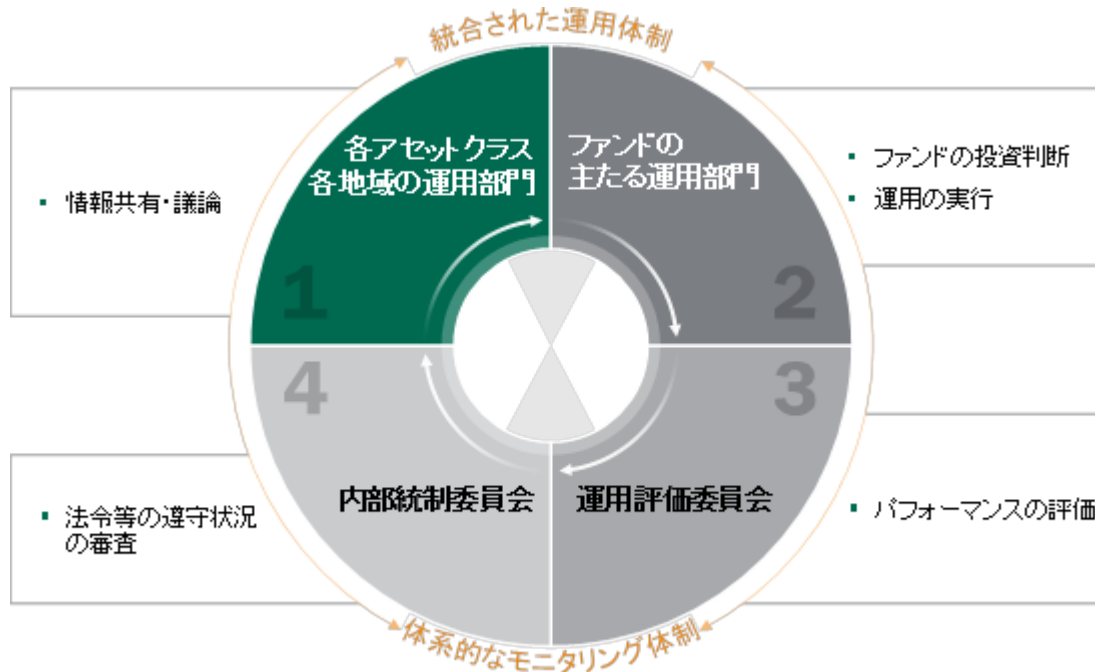 統合された運用体制
各アセットクラス
各地域の運用部門
1
▪ 情報共有・議論
ファンドの
主たる運用部門
2
▪ ファンドの投資判断
▪ 運用の実行
3
運用評価委員会
▪ パフォーマンスの評価
4
内部統制委員会
▪ 法令等の遵守状況
の審査
体系的なモニタリング体制